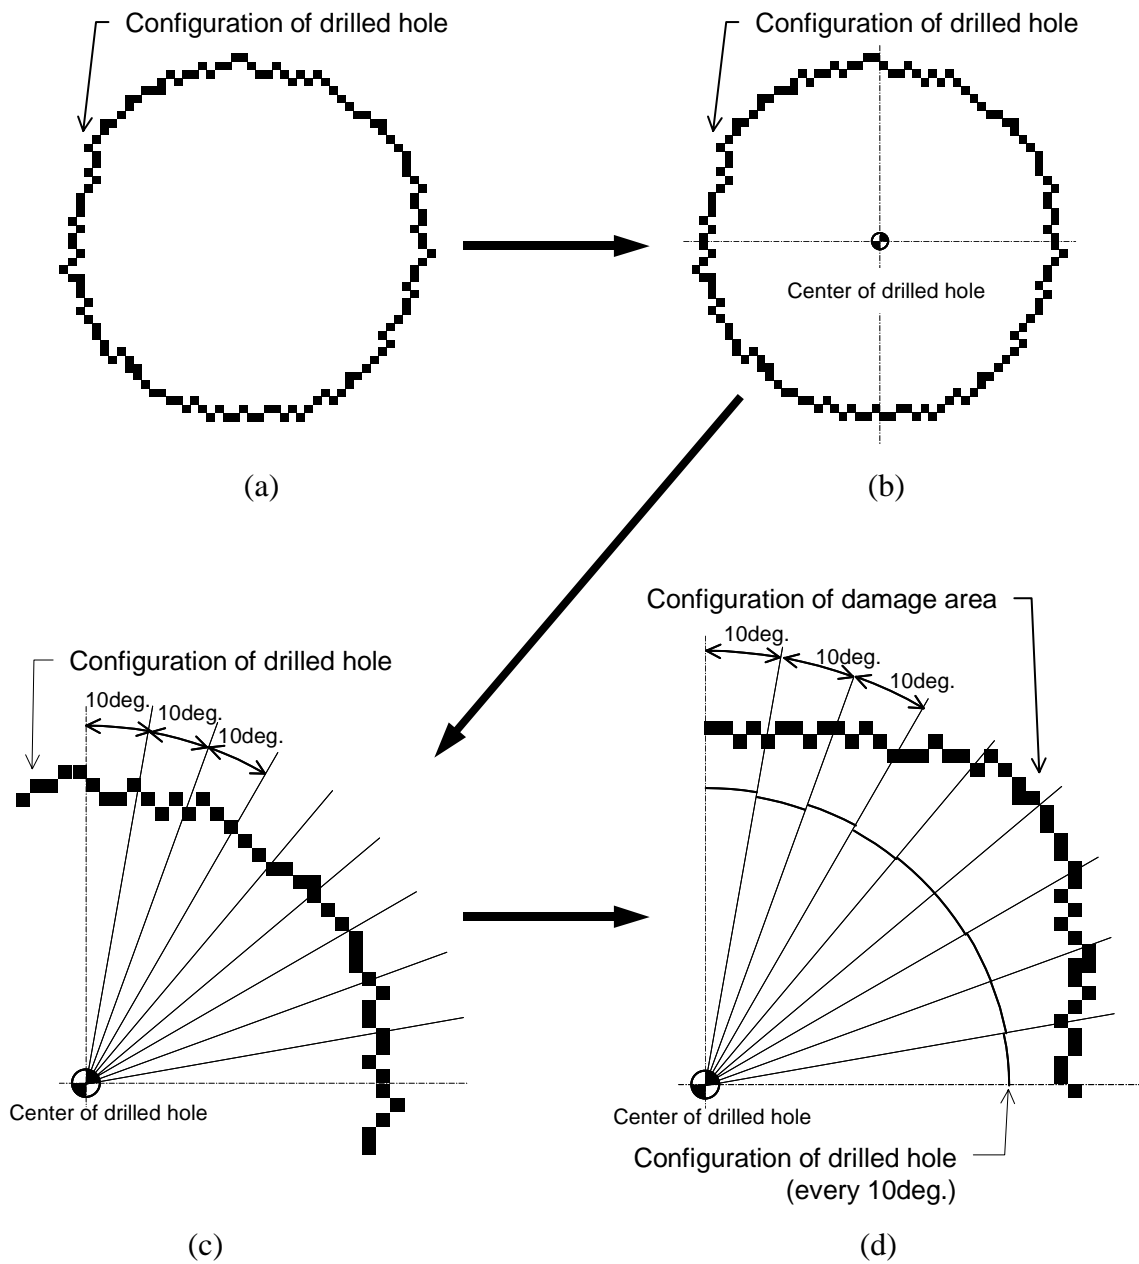 Configuration of drilled hole
Configuration of drilled hole
Center of drilled hole
(a)
(b)
Configuration of damage area
10deg.
10deg.
10deg.
Configuration of drilled hole
10deg.
10deg.
10deg.
Center of drilled hole
Center of drilled hole
Configuration of drilled hole
(every 10deg.)
(c)
(d)